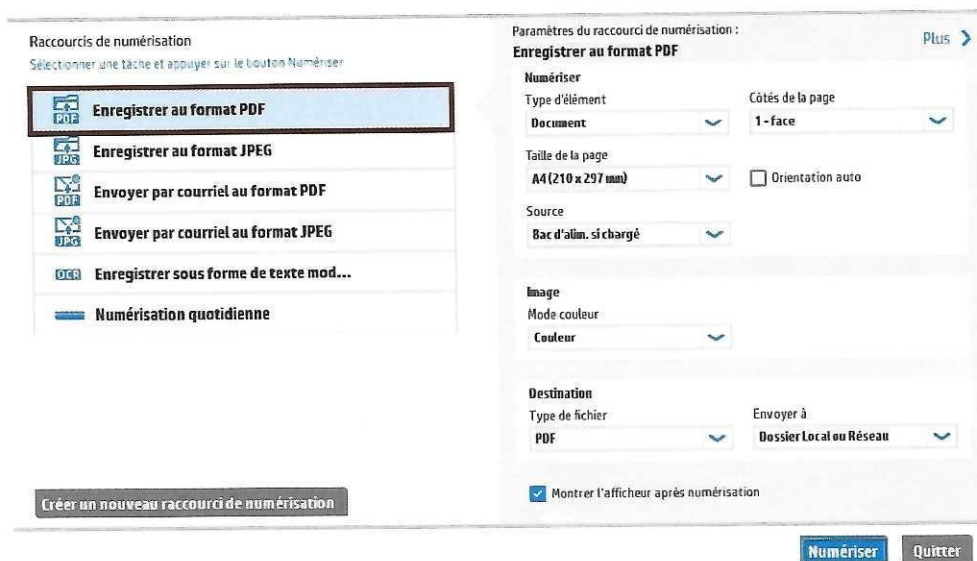 Raccourcis de numérisation
Sélectionner une tâche et appuyer sur le bouton Numériser
PDF
Enregistrer au format PDF
JPG
Enregistrer au format JPEG
PDF
Envoyer par courriel au format PDF
JPG
Envoyer par courriel au format JPEG
OCR
Enregistrer sous forme de texte mod...
Numérisation quotidienne
Créer un nouveau raccourci de numérisation
Paramètres du raccourci de numérisation :
Enregistrer au format PDF
Plus
Numériser
Type d'élément
Document
Côtés de la page
1-face
Taille de la page
A4 (210 x 297 mm)
Orientation auto
Source
Bac d'alim. si chargé
Image
Mode couleur
Couleur
Destination
Type de fichier
PDF
Envoyer à
Dossier Local ou Réseau
Montrer l'afficheur après numérisation
Numériser
Quitter